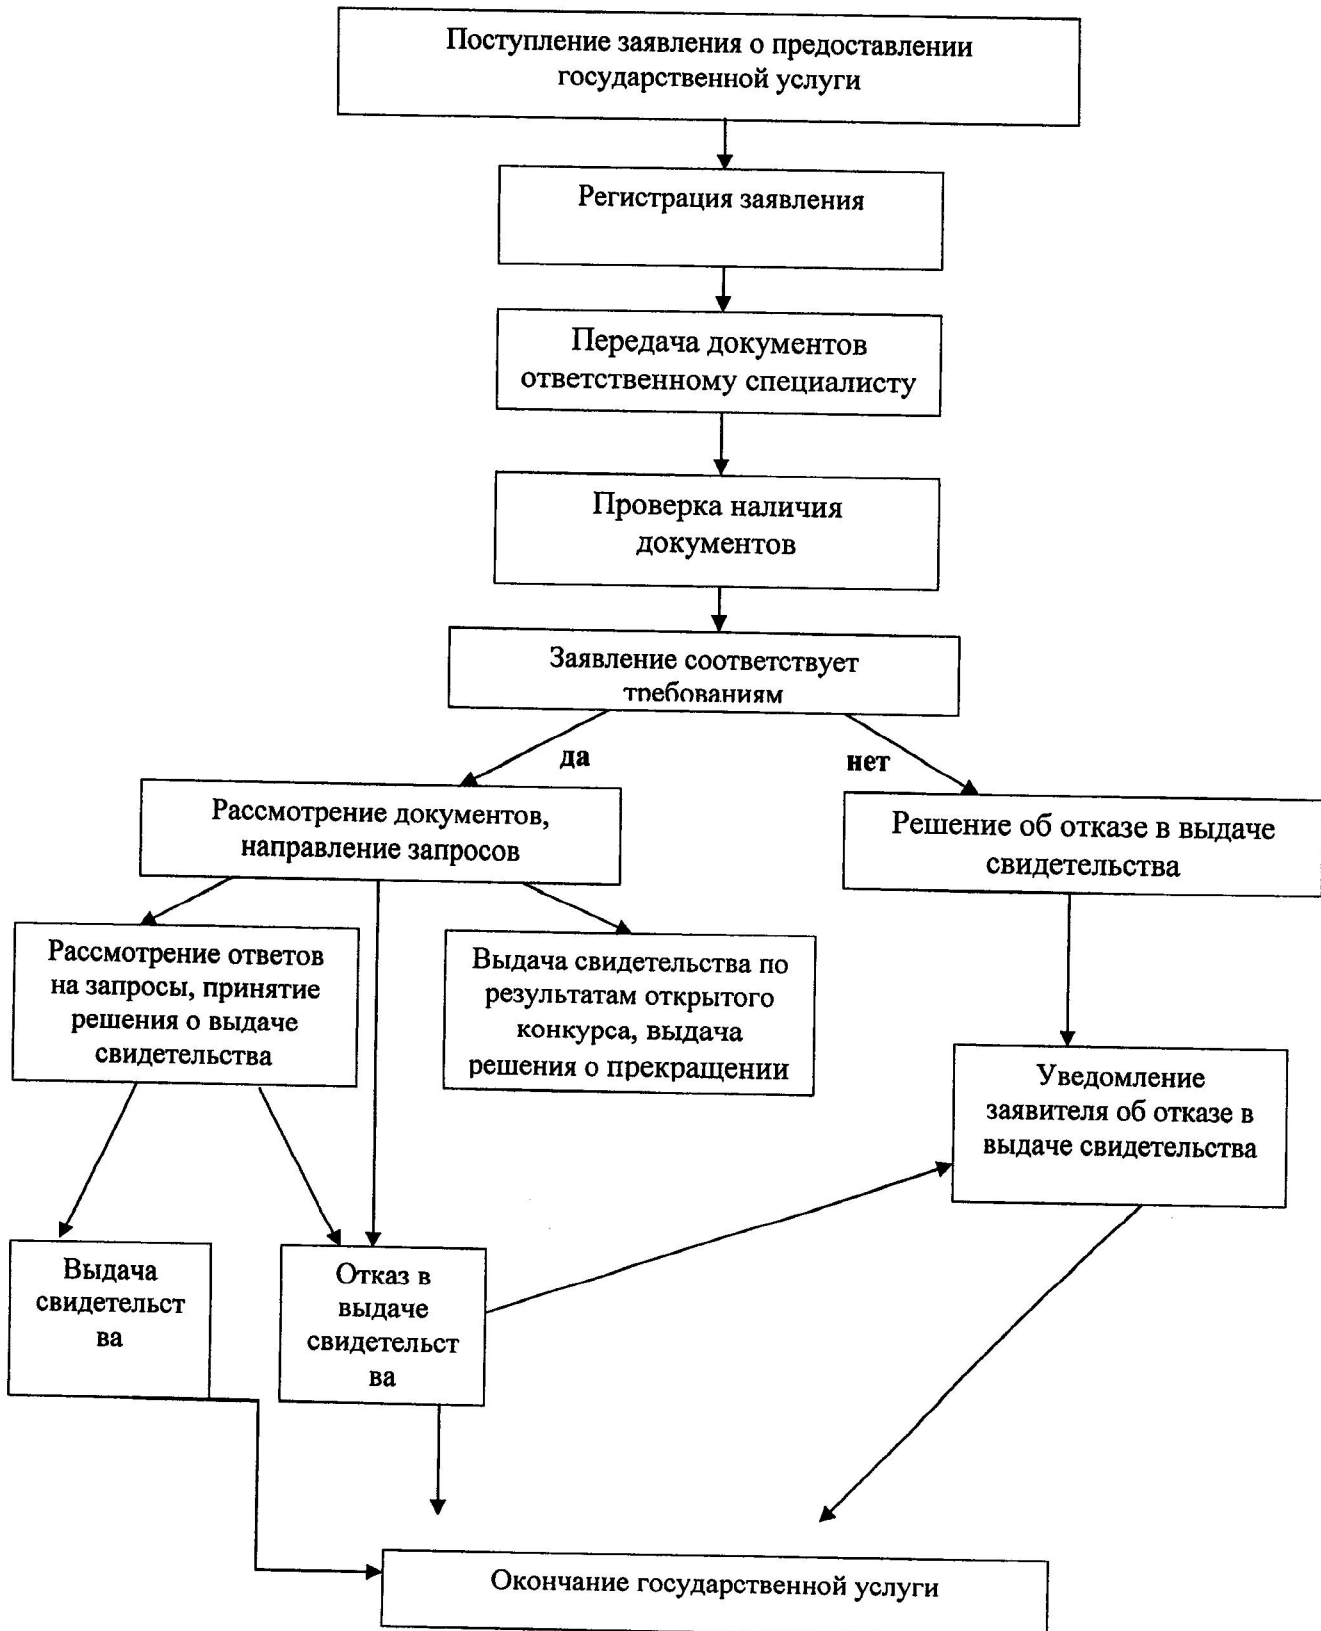 Поступление заявления о предоставлении
государственной услуги
Регистрация заявления
Передача документов
ответственному специалисту
Проверка наличия
документов
Заявление соответствует
требованиям
да
нет
Рассмотрение документов,
направление запросов
Решение об отказе в выдаче
свидетельства
Рассмотрение ответов
на запросы, принятие
решения о выдаче
свидетельства
Выдача свидетельства по
результатам открытого
конкурса, выдача
решения о прекращении
Уведомление
заявителя об отказе в
выдаче свидетельства
Выдача
свидетельст
ва
Отказ в
выдаче
свидетельст
ва
Окончание государственной услуги